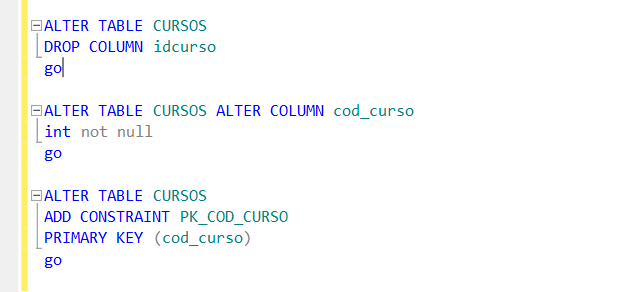 ALTER TABLE CURSOS
DROP COLUMN idcurso
go
ALTER TABLE CURSOS ALTER COLUMN cod_curso
int not null
go
ALTER TABLE CURSOS
ADD CONSTRAINT PK_COD_CURSO
PRIMARY KEY (cod_curso)
go